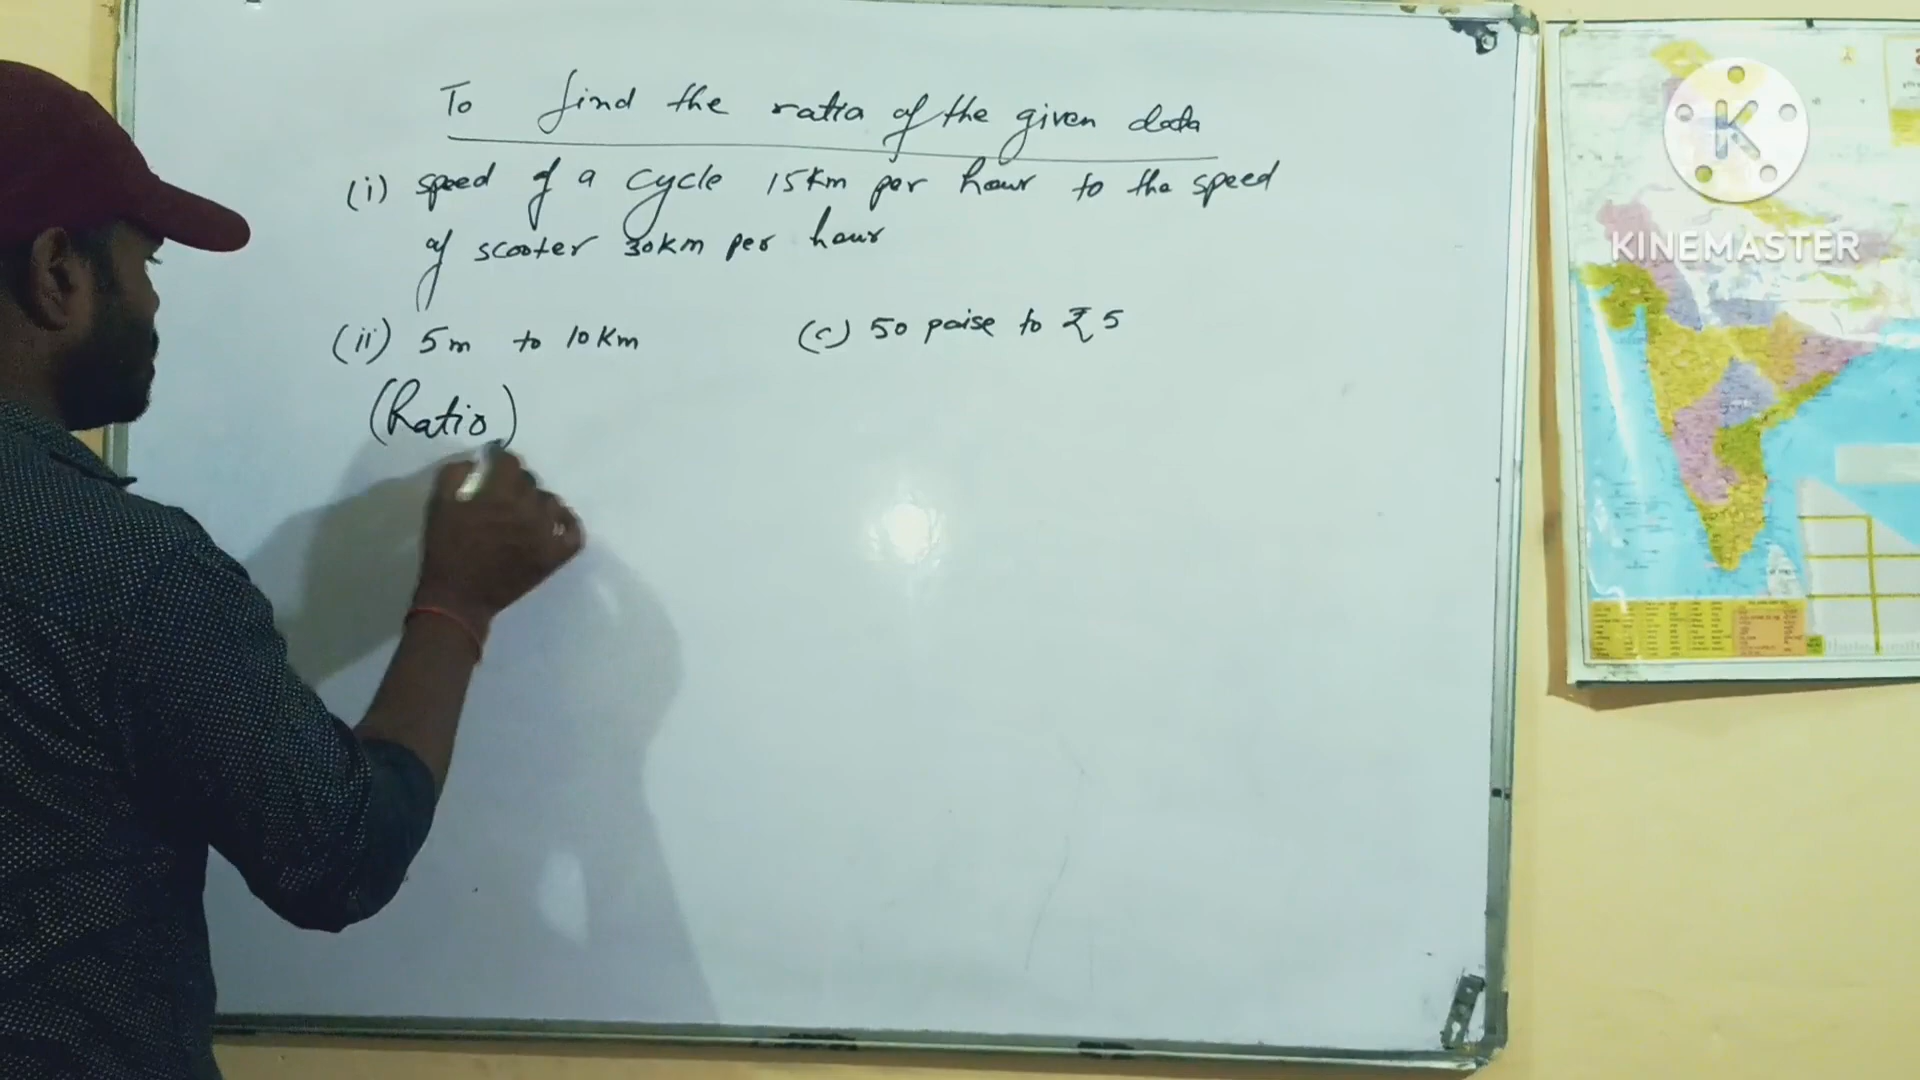 To find the ratio of the given data
(i) speed of a cycle 15km per hour to the speed
of scooter 30km per hour
(ii) 5m to 10km (c) 50 paise to ₹5
(Ratio)
K
KINEMASTER